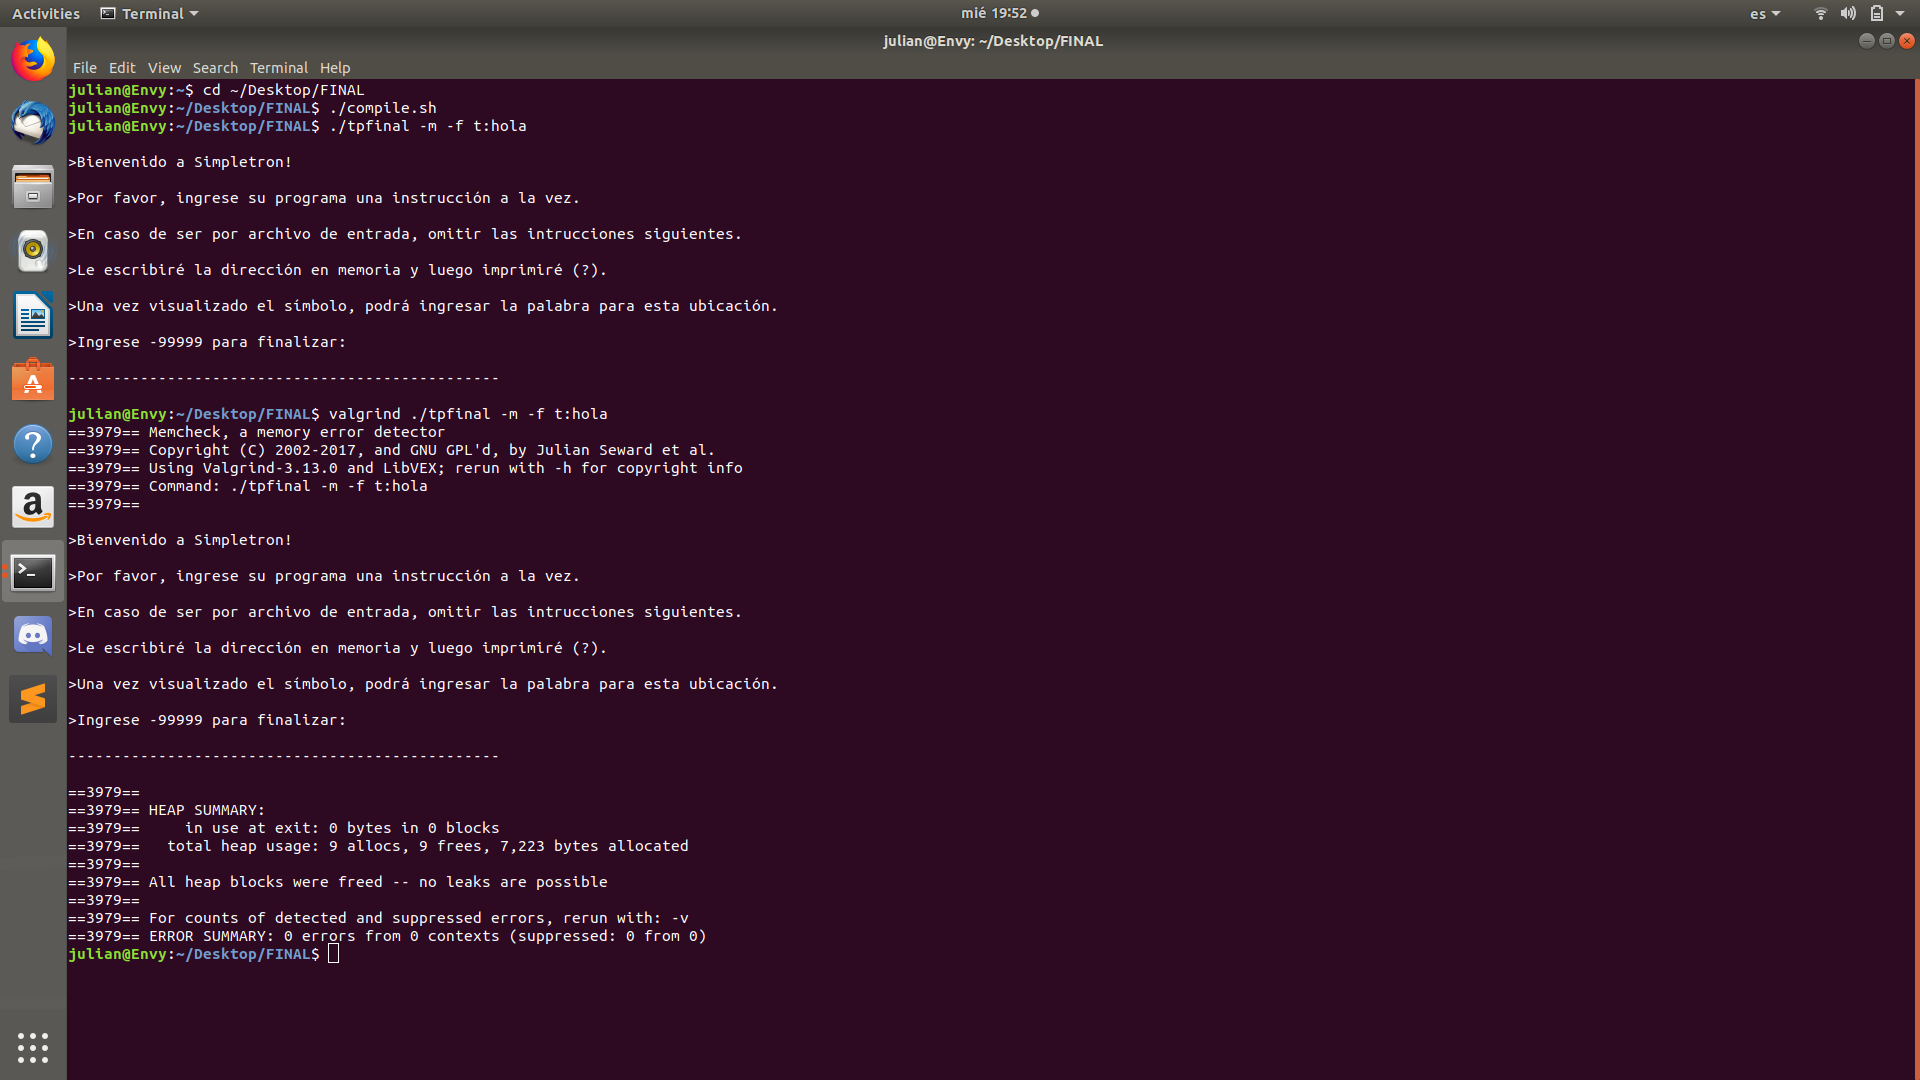 Activities Terminal mié 19:52 es
julian@Envy: ~/Desktop/FINAL
File Edit View Search Terminal Help
julian@Envy:~$ cd ~/Desktop/FINAL
julian@Envy:~/Desktop/FINAL$ ./compile.sh
julian@Envy:~/Desktop/FINAL$ ./tpfinal -m -f t:hola
>Bienvenido a Simpletron!
>Por favor, ingrese su programa una instrucción a la vez.
>En caso de ser por archivo de entrada, omitir las intrucciones siguientes.
>Le escribiré la dirección en memoria y luego imprimiré (?).
>Una vez visualizado el símbolo, podrá ingresar la palabra para esta ubicación.
>Ingrese -99999 para finalizar:
------------------------------------------------
julian@Envy:~/Desktop/FINAL$ valgrind ./tpfinal -m -f t:hola
==3979== Memcheck, a memory error detector
==3979== Copyright (C) 2002-2017, and GNU GPL'd, by Julian Seward et al.
==3979== Using Valgrind-3.13.0 and LibVEX; rerun with -h for copyright info
==3979== Command: ./tpfinal -m -f t:hola
==3979==
>Bienvenido a Simpletron!
>Por favor, ingrese su programa una instrucción a la vez.
>En caso de ser por archivo de entrada, omitir las intrucciones siguientes.
>Le escribiré la dirección en memoria y luego imprimiré (?).
>Una vez visualizado el símbolo, podrá ingresar la palabra para esta ubicación.
>Ingrese -99999 para finalizar:
------------------------------------------------
==3979==
==3979== HEAP SUMMARY:
==3979==     in use at exit: 0 bytes in 0 blocks
==3979==   total heap usage: 9 allocs, 9 frees, 7,223 bytes allocated
==3979==
==3979== All heap blocks were freed -- no leaks are possible
==3979==
==3979== For counts of detected and suppressed errors, rerun with: -v
==3979== ERROR SUMMARY: 0 errors from 0 contexts (suppressed: 0 from 0)
julian@Envy:~/Desktop/FINAL$